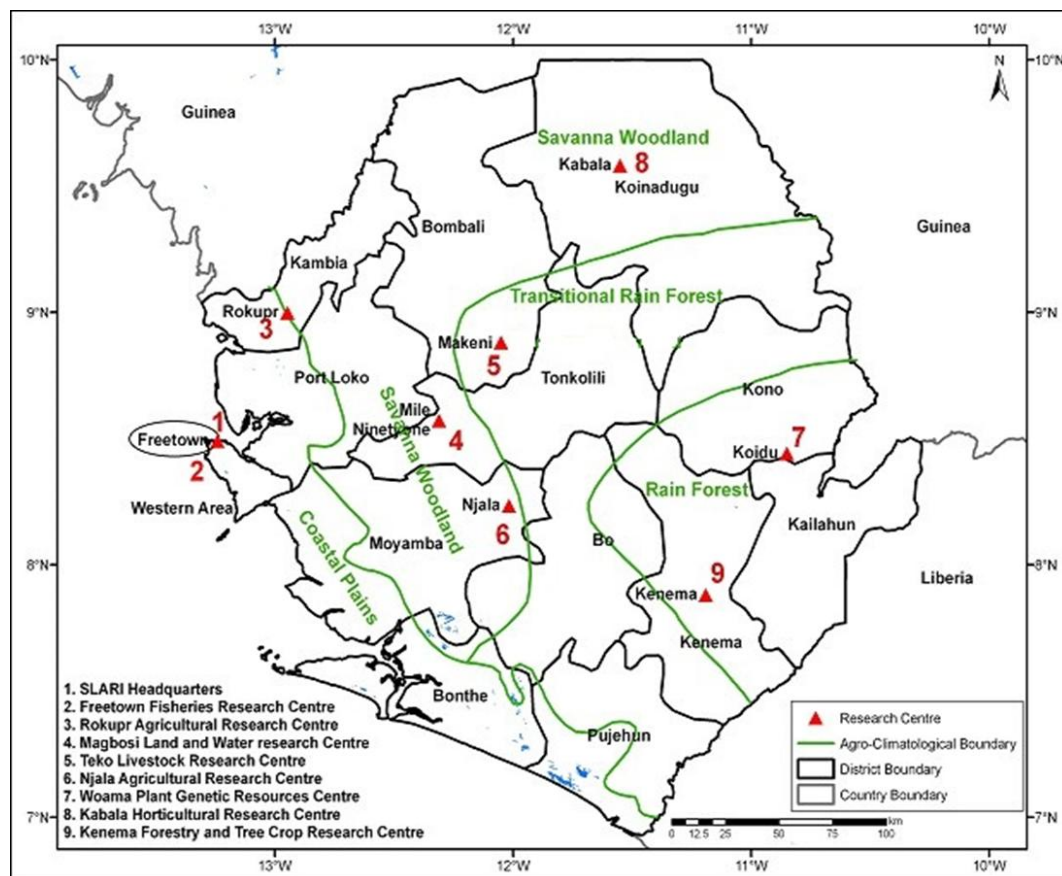 13°W 12°W 11°W 10°W
10°N 10°N
N
Guinea
Savanna Woodland
Kabala 8
Koinadugu
Bombali
Guinea
Kambia
Transitional Rain Forest
9°N 9°N
Rokupr
3
Makeni
5
Port Loko
Tonkolili
Kono
Savanna Woodland
Mile
Ninetyone
4
1
Freetown
2
Koidu
7
Western Area
Rain Forest
Njala
6
Kailahun
Moyamba
Bo
Coastal Plains
8°N 8°N
9
Kenema
Liberia
Kenema
Bonthe
Pujehun
1. SLARI Headquarters
2. Freetown Fisheries Research Centre
3. Rokupr Agricultural Research Centre
4. Magbosi Land and Water research Centre
5. Teko Livestock Research Centre
6. Njala Agricultural Research Centre
7. Woama Plant Genetic Resources Centre
8. Kabala Horticultural Research Centre
9. Kenema Forestry and Tree Crop Research Centre
Research Centre
Agro-Climatological Boundary
District Boundary
Country Boundary
7°N 7°N
km
0 12.5 25 50 75 100
13°W 12°W 11°W 10°W